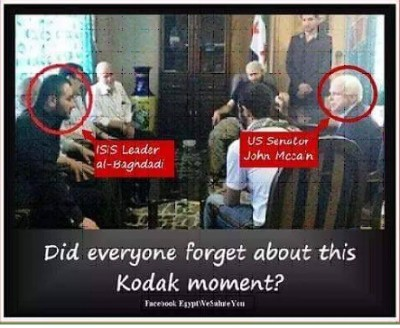 ISIS Leader
al-Baghdadi
US Senator
John Mccain
Did everyone forget about this
Kodak moment?
Facebook EgyptWeSaluteYou